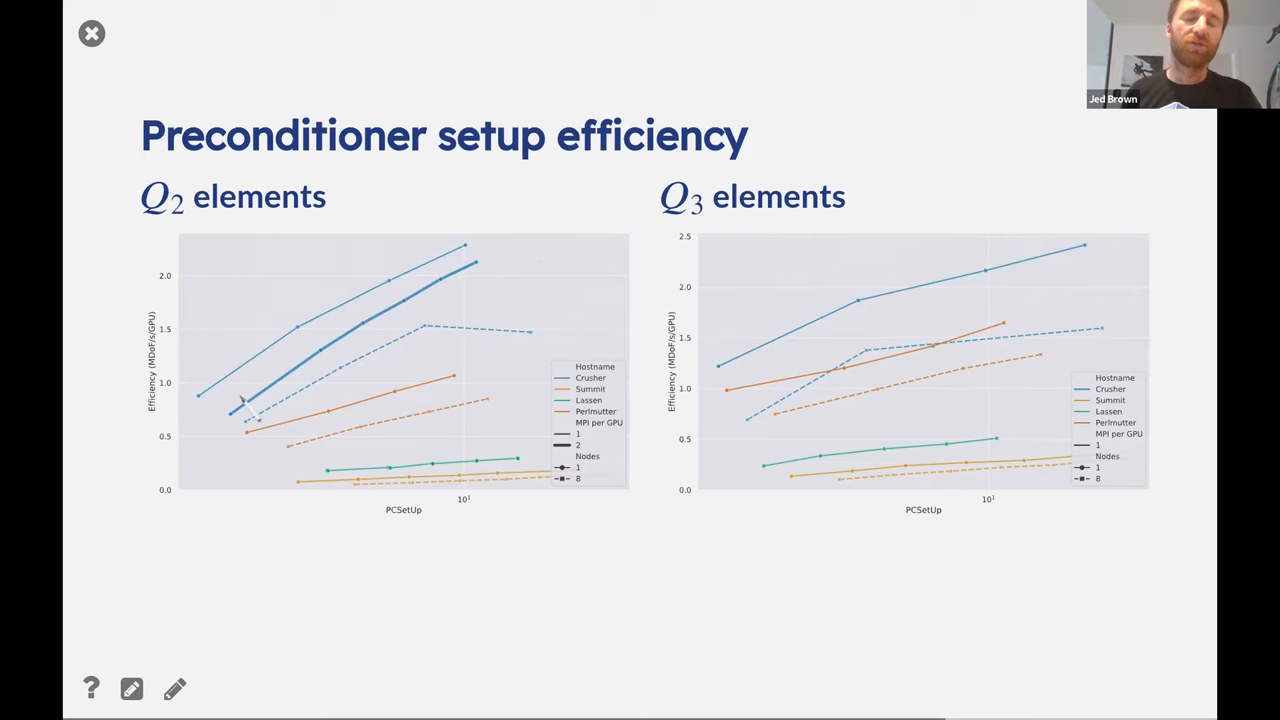 Jed Brown
Preconditioner setup efficiency
Q2 elements
Q3 elements
Efficiency (MDoF/s/GPU)
2.0
1.5
1.0
0.5
0.0
10¹
PCSetUp
Hostname
Crusher
Summit
Lassen
Perlmutter
MPI per GPU
1
2
Nodes
1
8
Efficiency (MDoF/s/GPU)
2.5
2.0
1.5
1.0
0.5
0.0
10¹
PCSetUp
Hostname
Crusher
Summit
Lassen
Perlmutter
MPI per GPU
1
Nodes
1
8
?